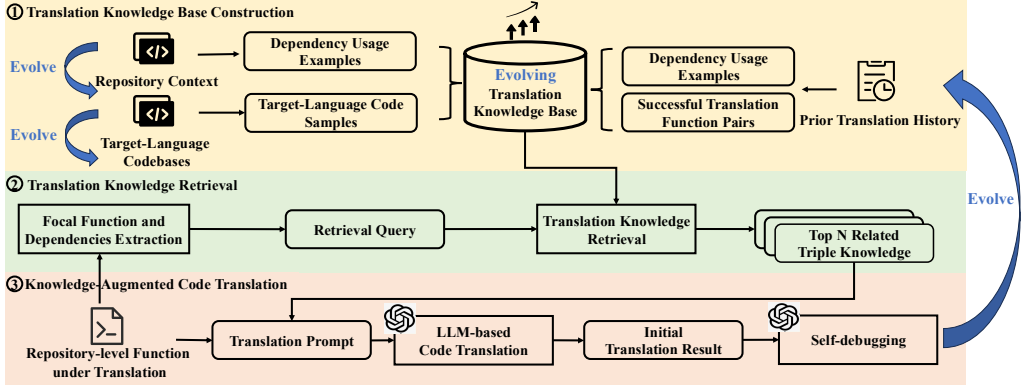 ① Translation Knowledge Base Construction
Evolve
Repository Context
Dependency Usage
Examples
Evolve
Target-Language
Codebases
Target-Language Code
Samples
Evolving
Translation
Knowledge Base
Dependency Usage
Examples
Successful Translation
Function Pairs
Prior Translation History
Evolve
② Translation Knowledge Retrieval
Focal Function and
Dependencies Extraction
Retrieval Query
Translation Knowledge
Retrieval
Top N Related
Triple Knowledge
③ Knowledge-Augmented Code Translation
Repository-level Function
under Translation
Translation Prompt
LLM-based
Code Translation
Initial
Translation Result
Self-debugging